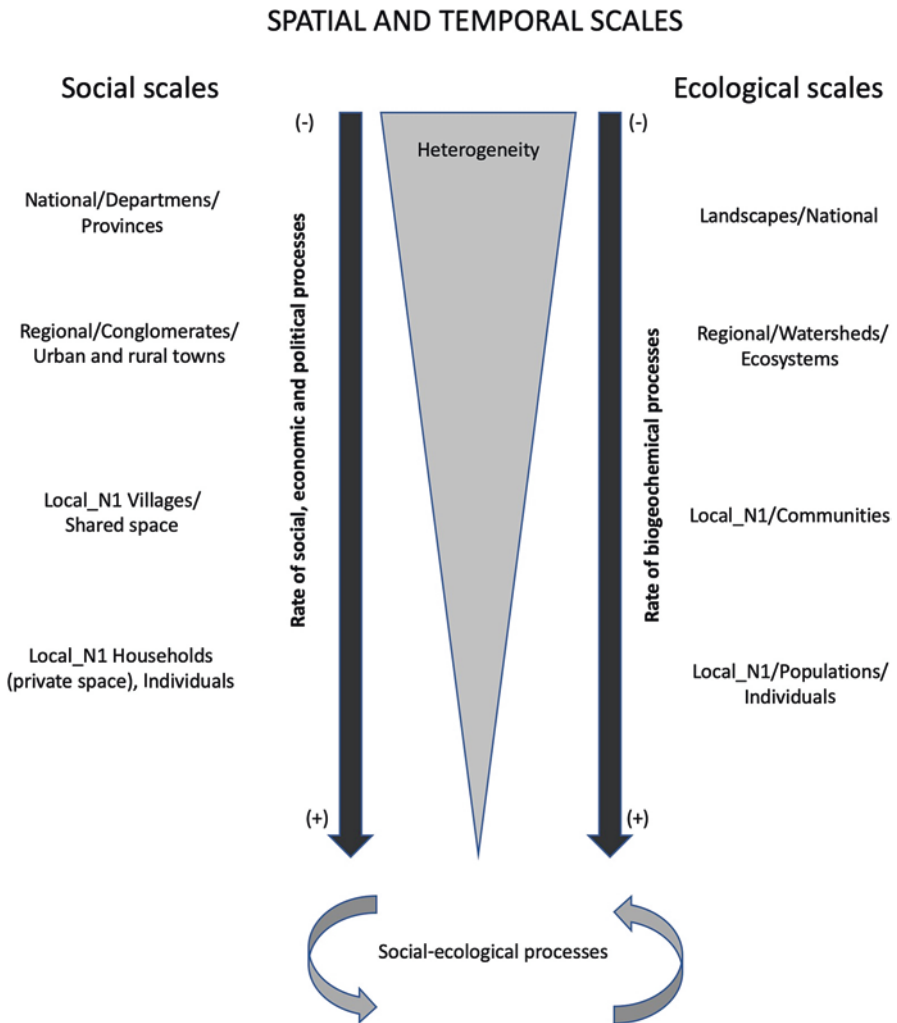 SPATIAL AND TEMPORAL SCALES
Social scales
Ecological scales
(-)
(-)
Heterogeneity
National/Departmens/
Provinces
Landscapes/National
Regional/Conglomerates/
Urban and rural towns
Regional/Watersheds/
Ecosystems
Rate of social, economic and political processes
Rate of biogeochemical processes
Local_N1 Villages/
Shared space
Local_N1/Communities
Local_N1 Households
(private space), Individuals
Local_N1/Populations/
Individuals
(+)
(+)
Social-ecological processes